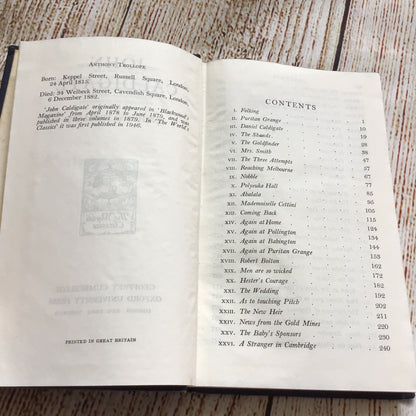 ANTHONY TROLLOPE
Born: Keppel Street, Russell Square, London,
24 April 1815.
Died: 34 Welbeck Street, Cavendish Square, London,
6 December 1882.
'John Caldigate' originally appeared in 'Blackwood's
Magazine' from April 1878 to June 1879, and was
published in three volumes in 1879. In 'The World's
Classics' it was first published in 1946.
PRINTED IN GREAT BRITAIN
CONTENTS
I. Folking 1
II. Puritan Grange 10
III. Daniel Caldigate 19
IV. The Shands 28
V. The Goldfinder 38
VI. Mrs. Smith 47
VII. The Three Attempts 58
VIII. Reaching Melbourne 68
IX. Nobble 77
X. Polyeuka Hall 86
XI. Ahalala 95
XII. Mademoiselle Cettini 105
XIII. Coming Back 115
XIV. Again at Home 124
XV. Again at Pollington 134
XVI. Again at Babington 144
XVII. Again at Puritan Grange 153
XVIII. Robert Bolton 162
XIX. Men are so wicked 172
XX. Hester's Courage 182
XXI. The Wedding 192
XXII. As to touching Pitch 201
XXIII. The New Heir 211
XXIV. News from the Gold Mines 220
XXV. The Baby's Sponsors 230
XXVI. A Stranger in Cambridge 240